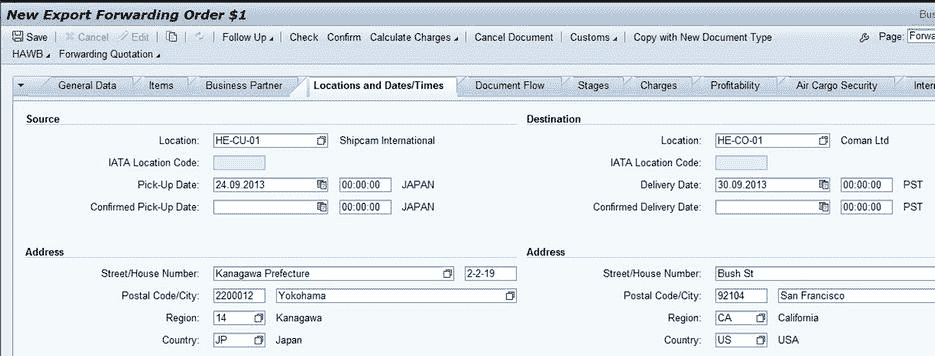 New Export Forwarding Order $1
Save Cancel Edit Follow Up Check Confirm Calculate Charges Cancel Document Customs Copy with New Document Type Page: Forwa
HAWB Forwarding Quotation
General Data Items Business Partner Locations and Dates/Times Document Flow Stages Charges Profitability Air Cargo Security Intern
Source
Location: HE-CU-01 Shipcam International
IATA Location Code:
Pick-Up Date: 24.09.2013 00:00:00 JAPAN
Confirmed Pick-Up Date: 00:00:00 JAPAN
Address
Street/House Number: Kanagawa Prefecture 2-2-19
Postal Code/City: 2200012 Yokohama
Region: 14 Kanagawa
Country: JP Japan
Destination
Location: HE-CO-01 Coman Ltd
IATA Location Code:
Delivery Date: 30.09.2013 00:00:00 PST
Confirmed Delivery Date: 00:00:00 PST
Address
Street/House Number: Bush St
Postal Code/City: 92104 San Francisco
Region: CA California
Country: US USA